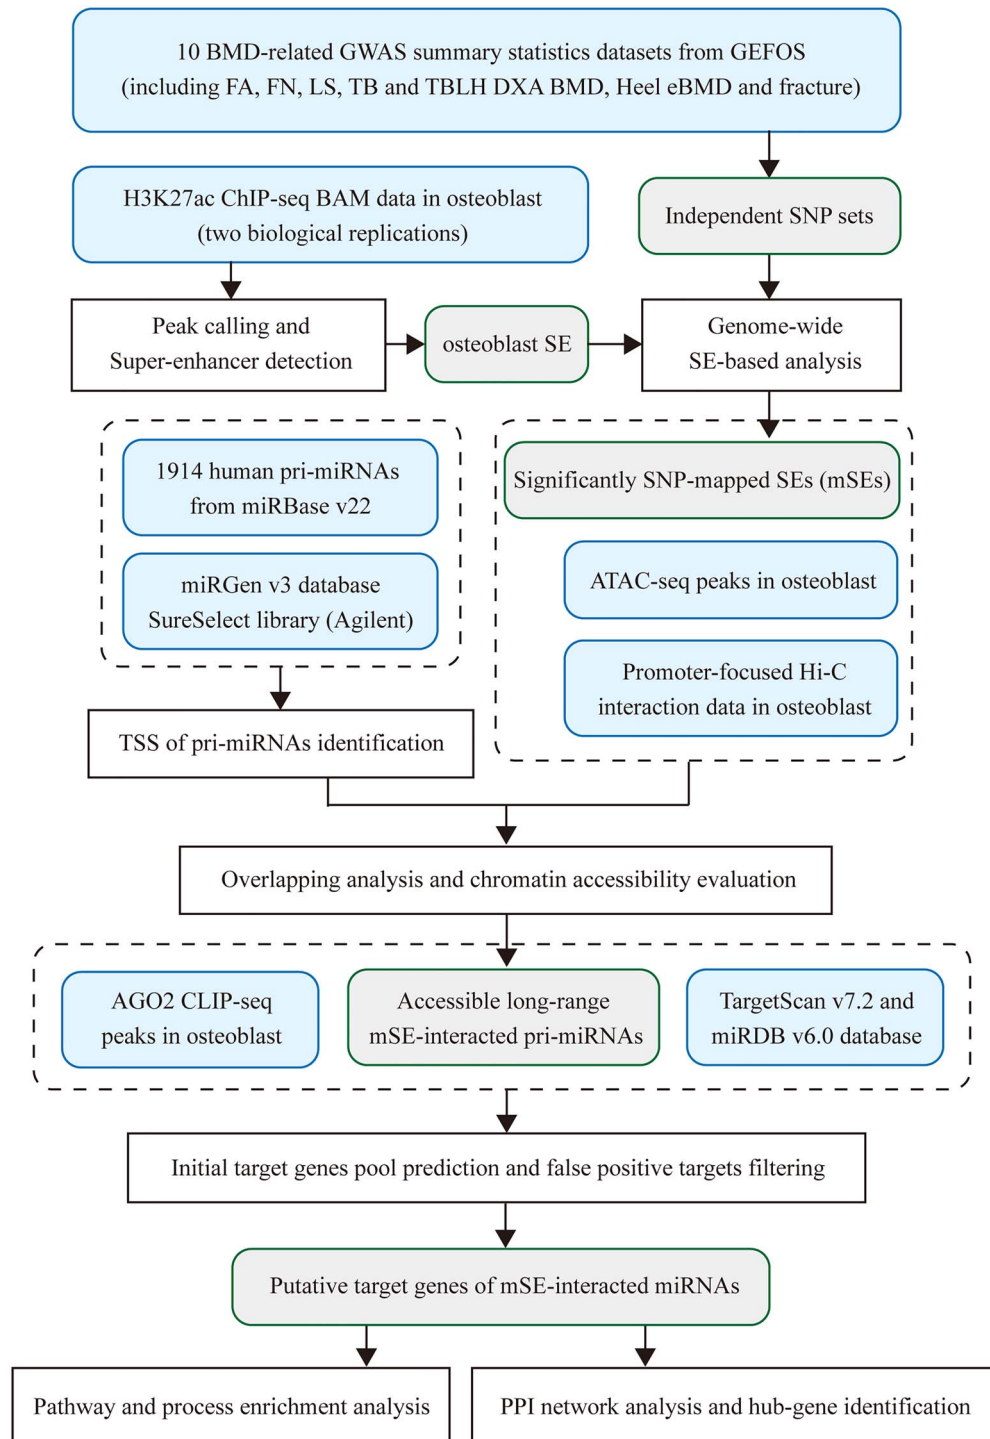 10 BMD-related GWAS summary statistics datasets from GEFOS
(including FA, FN, LS, TB and TBLH DXA BMD, Heel eBMD and fracture)
H3K27ac ChIP-seq BAM data in osteoblast
(two biological replications)
Independent SNP sets
Peak calling and
Super-enhancer detection
osteoblast SE
Genome-wide
SE-based analysis
1914 human pri-miRNAs
from miRBase v22
miRGen v3 database
SureSelect library (Agilent)
Significantly SNP-mapped SEs (mSEs)
ATAC-seq peaks in osteoblast
Promoter-focused Hi-C
interaction data in osteoblast
TSS of pri-miRNAs identification
Overlapping analysis and chromatin accessibility evaluation
AGO2 CLIP-seq
peaks in osteoblast
Accessible long-range
mSE-interacted pri-miRNAs
TargetScan v7.2 and
miRDB v6.0 database
Initial target genes pool prediction and false positive targets filtering
Putative target genes of mSE-interacted miRNAs
Pathway and process enrichment analysis
PPI network analysis and hub-gene identification